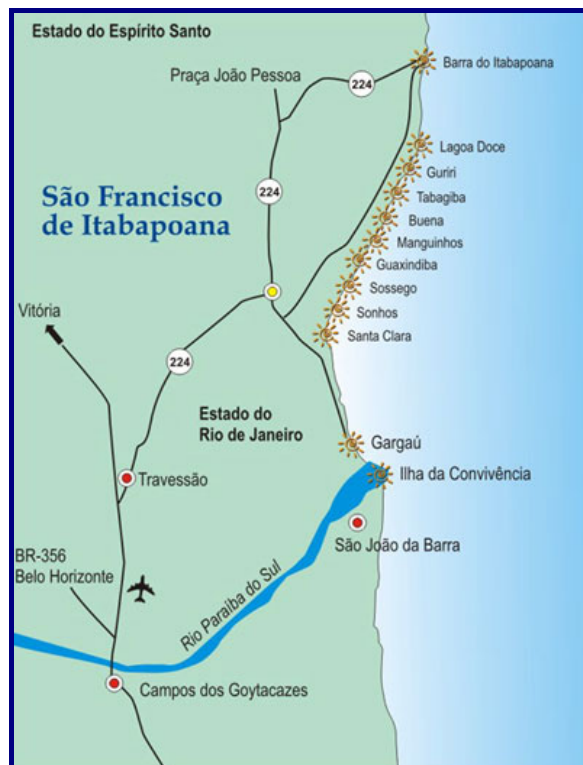 Estado do Espírito Santo
Barra do Itabapoana
Praça João Pessoa
224
Lagoa Doce
Guriri
224
São Francisco
de Itabapoana
Tabagiba
Buena
Manguinhos
Guaxindiba
Sossego
Vitória
Sonhos
Santa Clara
224
Estado do
Rio de Janeiro
Gargaú
Ilha da Convivência
Travessão
São João da Barra
BR-356
Belo Horizonte
Rio Paraíba do Sul
Campos dos Goytacazes